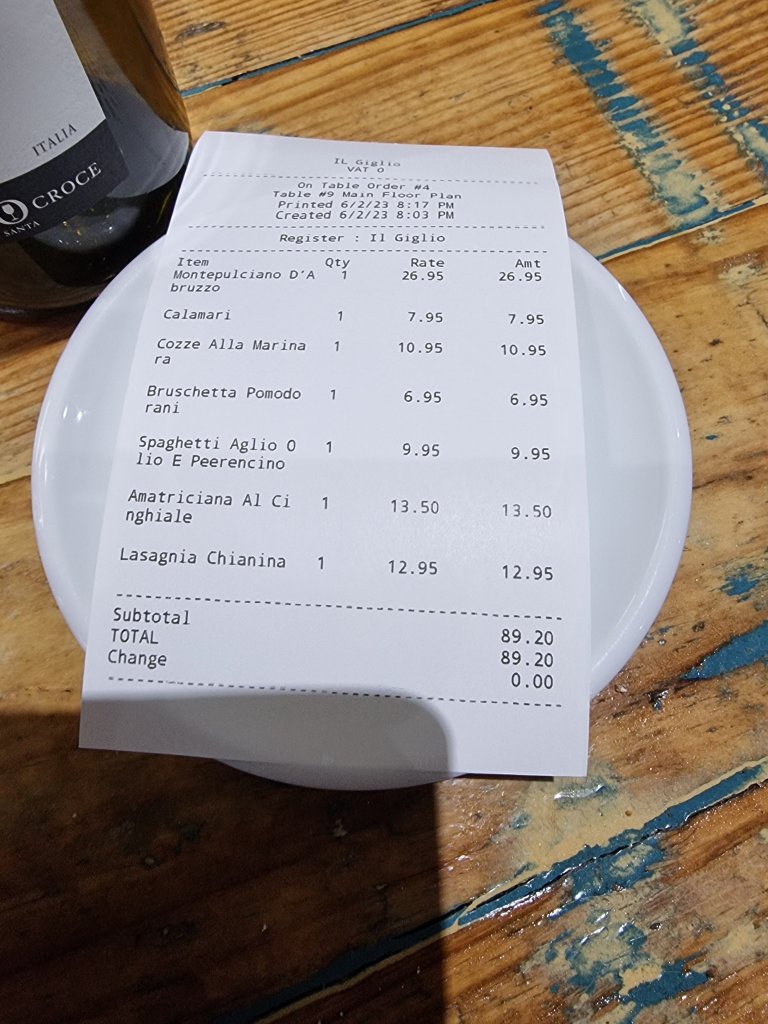 ITALIA
SANTA CROCE
IL Giglio
VAT 0
On Table Order #4
Table #9 Main Floor Plan
Printed 6/2/23 8:17 PM
Created 6/2/23 8:03 PM
Register : Il Giglio
Item Qty Rate Amt
Montepulciano D'A 1 26.95 26.95
bruzzo
Calamari 1 7.95 7.95
Cozze Alla Marina 1 10.95 10.95
ra
Bruschetta Pomodo 1 6.95 6.95
rani
Spaghetti Aglio O 1 9.95 9.95
lio E Peerencino
Amatriciana Al Ci 1 13.50 13.50
nghiale
Lasagnia Chianina 1 12.95 12.95
Subtotal 89.20
TOTAL 89.20
Change 0.00